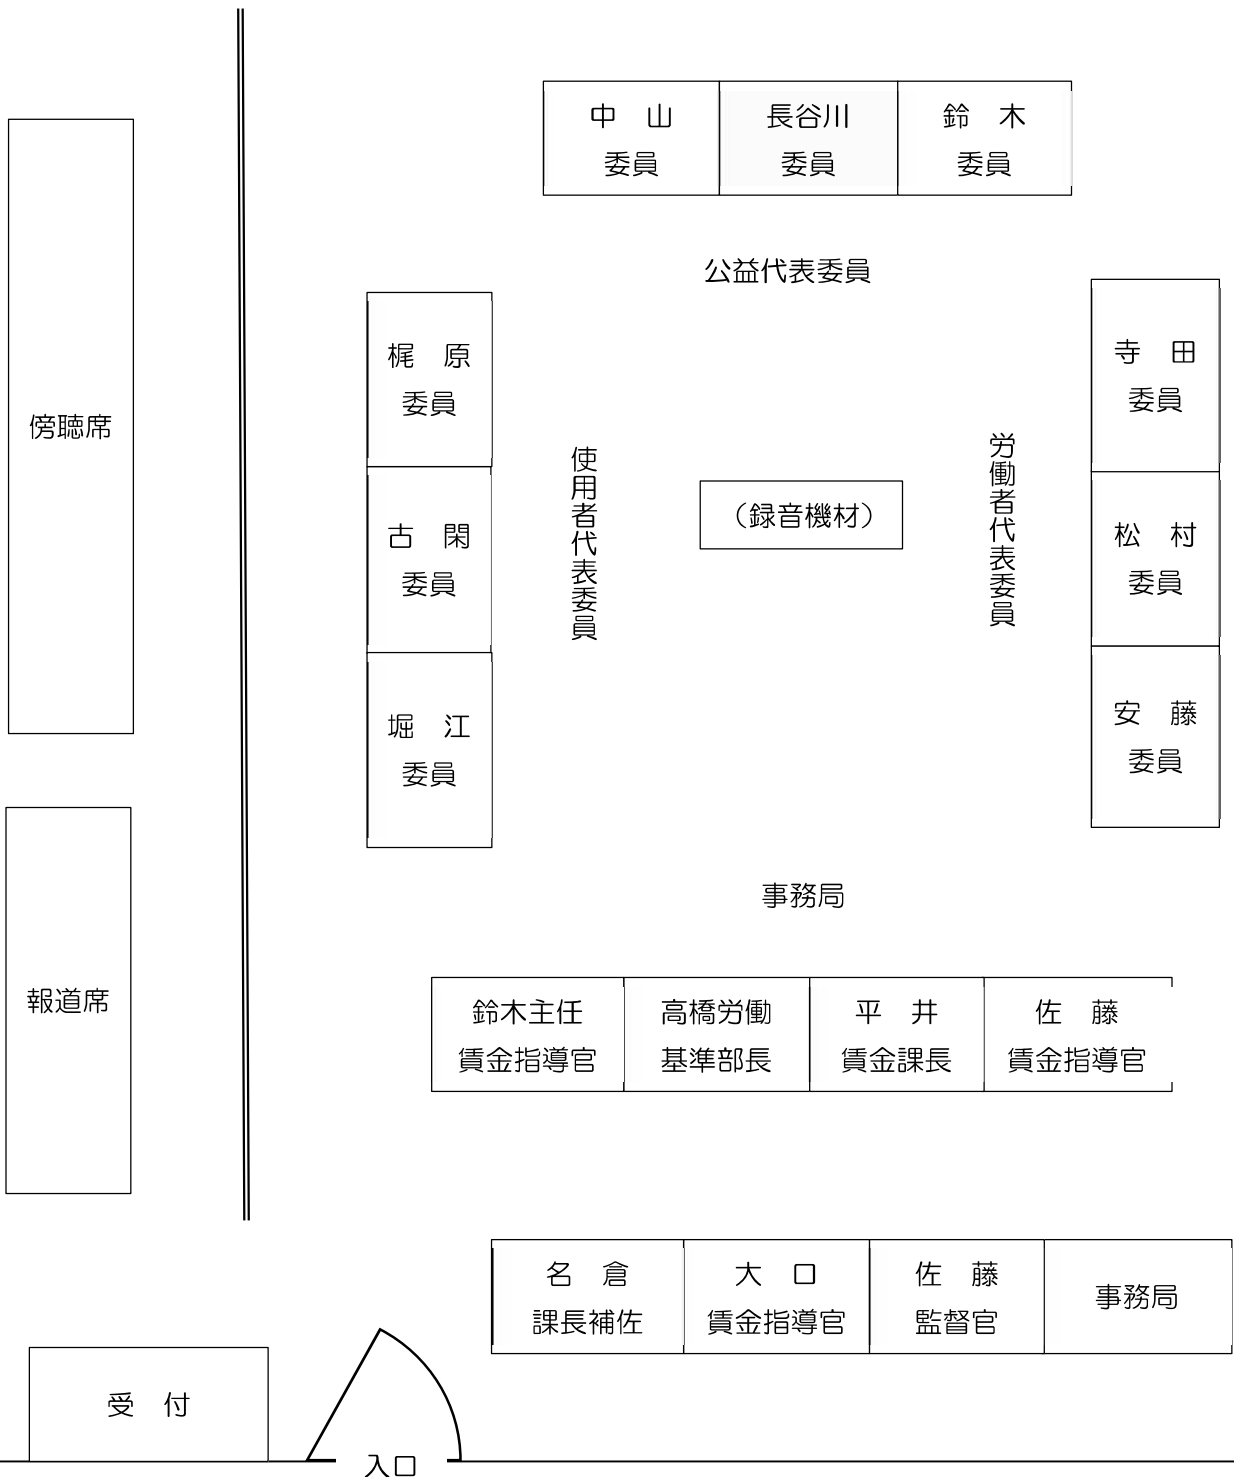 中　山
委員
長谷川
委員
鈴　木
委員
公益代表委員
傍聴席
梶　原
委員
古　閑
委員
堀　江
委員
使用者代表委員
（録音機材）
労働者代表委員
寺　田
委員
松　村
委員
安　藤
委員
事務局
報道席
鈴木主任
賃金指導官
高橋労働
基準部長
平　井
賃金課長
佐　藤
賃金指導官
名　倉
課長補佐
大　口
賃金指導官
佐　藤
監督官
事務局
受　付
入口